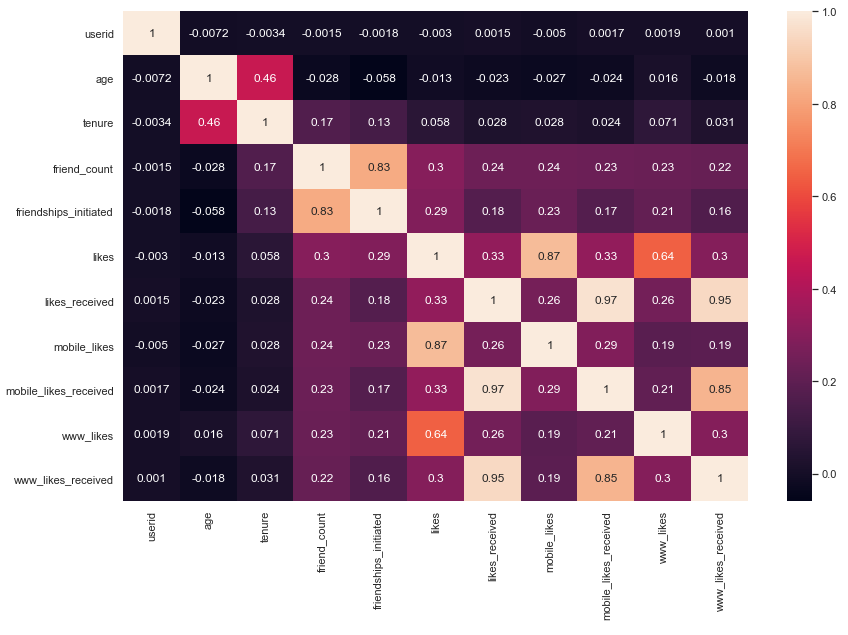 userid 1 -0.0072 -0.0034 -0.0015 -0.0018 -0.003 0.0015 -0.005 0.0017 0.0019 0.001
age -0.0072 1 0.46 -0.028 -0.058 -0.013 -0.023 -0.027 -0.024 0.016 -0.018
tenure -0.0034 0.46 1 0.17 0.13 0.058 0.028 0.028 0.024 0.071 0.031
friend_count -0.0015 -0.028 0.17 1 0.83 0.3 0.24 0.24 0.23 0.23 0.22
friendships_initiated -0.0018 -0.058 0.13 0.83 1 0.29 0.18 0.23 0.17 0.21 0.16
likes -0.003 -0.013 0.058 0.3 0.29 1 0.33 0.87 0.33 0.64 0.3
likes_received 0.0015 -0.023 0.028 0.24 0.18 0.33 1 0.26 0.97 0.26 0.95
mobile_likes -0.005 -0.027 0.028 0.24 0.23 0.87 0.26 1 0.29 0.19 0.19
mobile_likes_received 0.0017 -0.024 0.024 0.23 0.17 0.33 0.97 0.29 1 0.21 0.85
www_likes 0.0019 0.016 0.071 0.23 0.21 0.64 0.26 0.19 0.21 1 0.3
www_likes_received 0.001 -0.018 0.031 0.22 0.16 0.3 0.95 0.19 0.85 0.3 1
userid
age
tenure
friend_count
friendships_initiated
likes
likes_received
mobile_likes
mobile_likes_received
www_likes
www_likes_received
1.0
0.8
0.6
0.4
0.2
0.0